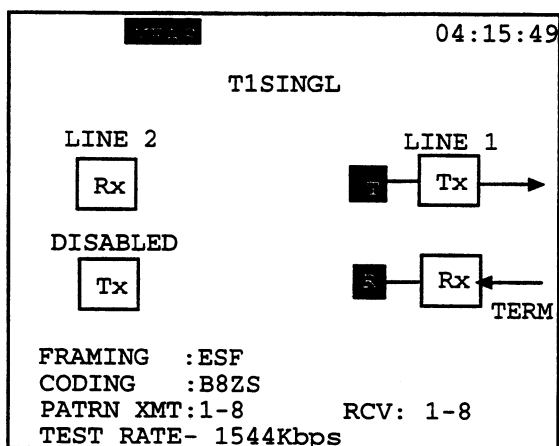 04:15:49
T1SINGL
LINE 2
LINE 1
Rx
T
Tx
DISABLED
Tx
R
Rx
TERM
FRAMING :ESF
CODING :B8ZS
PATRN XMT:1-8 RCV: 1-8
TEST RATE- 1544Kbps